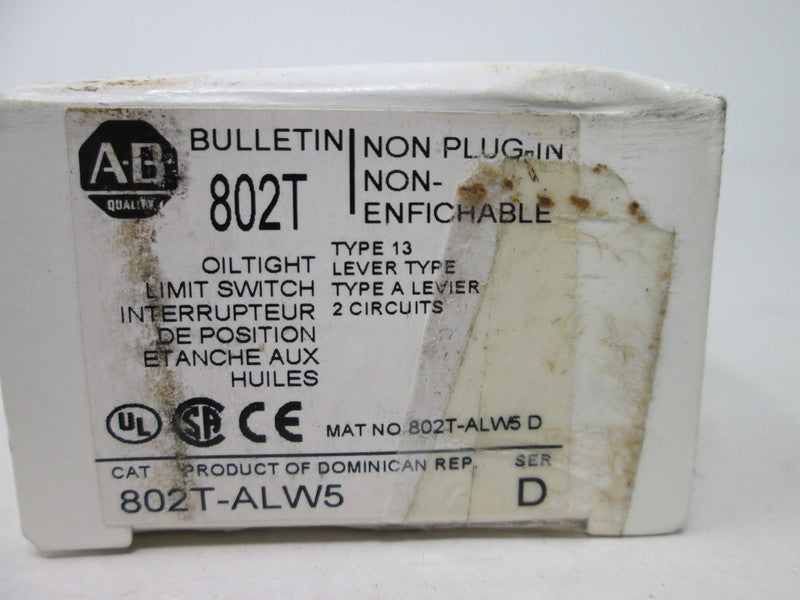 A-B
QUALITY
BULLETIN
802T
NON PLUG-IN
NON-
ENFICHABLE
OILTIGHT
LIMIT SWITCH
INTERRUPTEUR
DE POSITION
ETANCHE AUX
HUILES
TYPE 13
LEVER TYPE
TYPE A LEVIER
2 CIRCUITS
UL SA CE
MAT NO 802T-ALW5 D
CAT PRODUCT OF DOMINICAN REP. SER
802T-ALW5 D